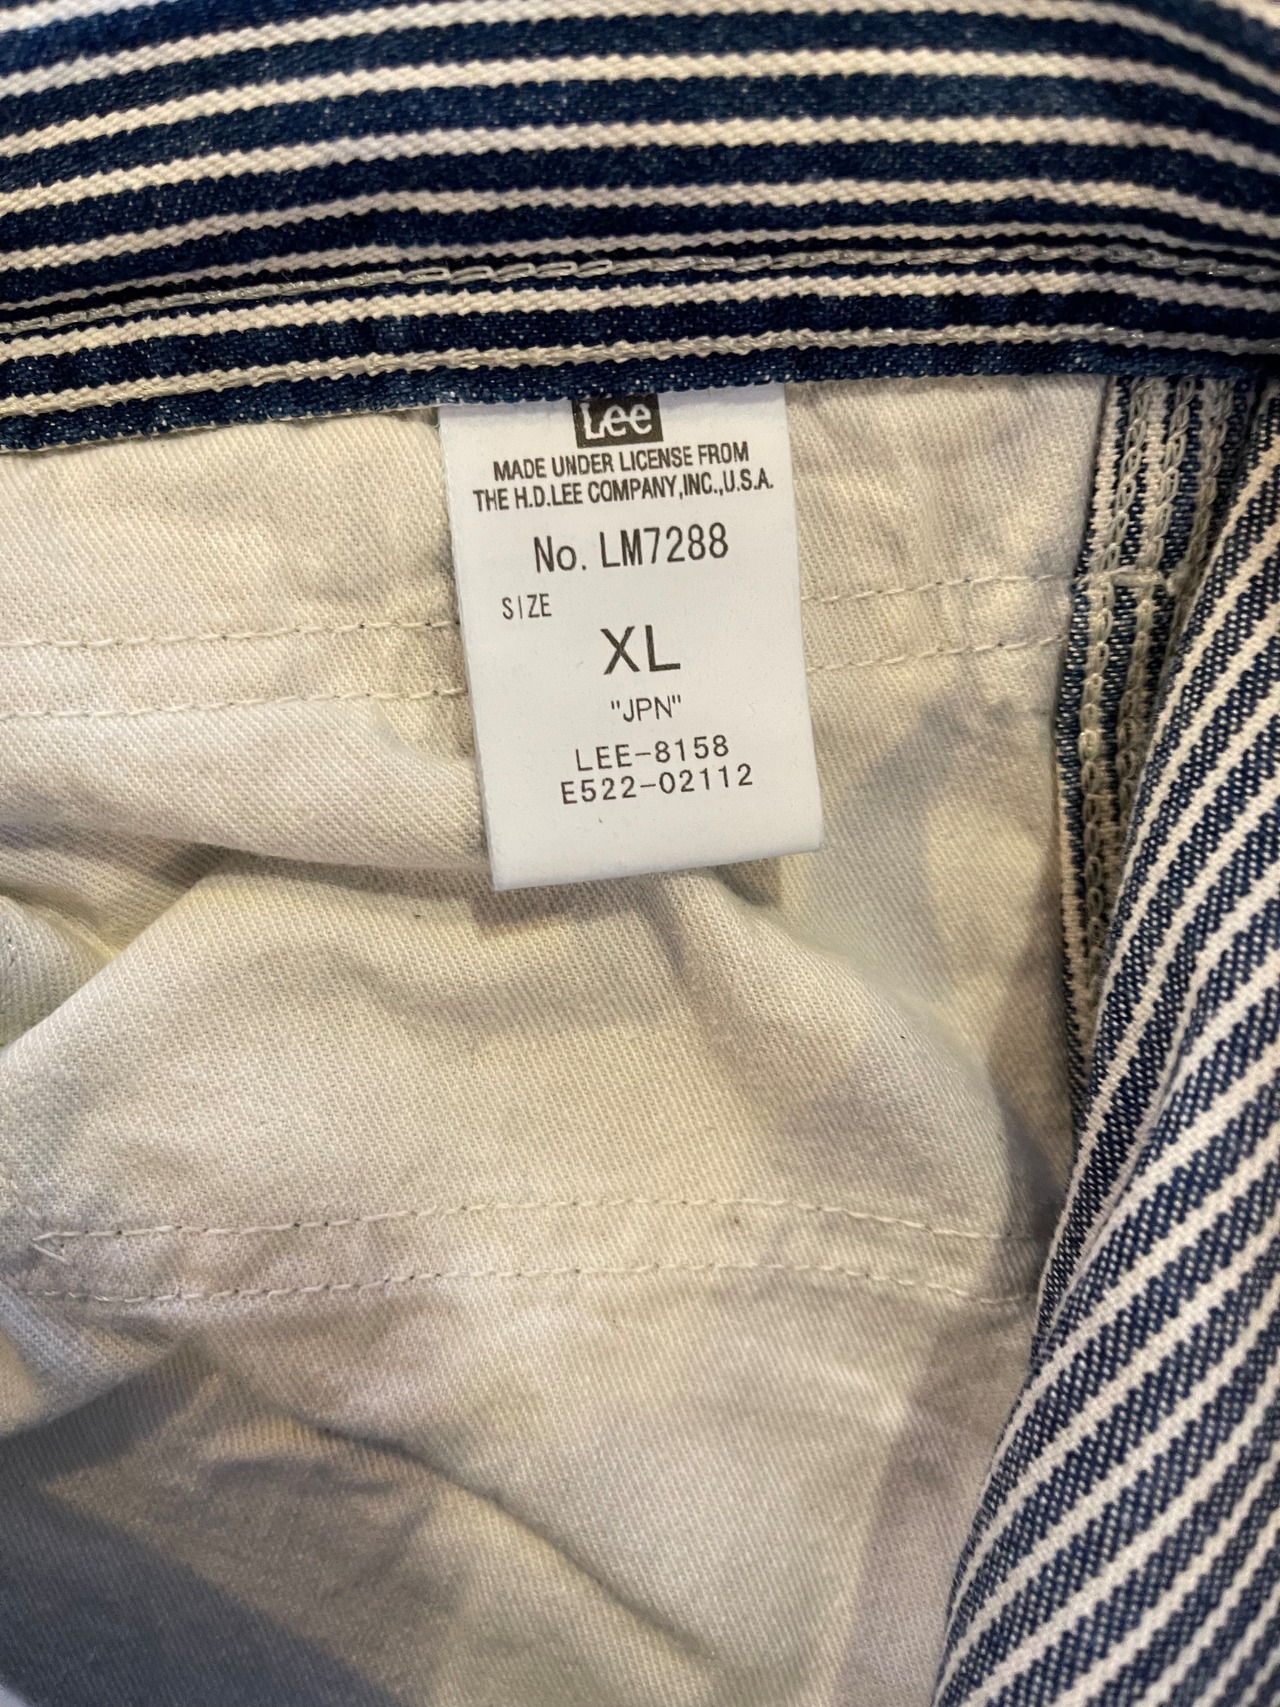 Lee
MADE UNDER LICENSE FROM
THE H.D.LEE COMPANY,INC.,U.S.A.
No. LM7288
SIZE
XL
"JPN"
LEE-8158
E522-02112